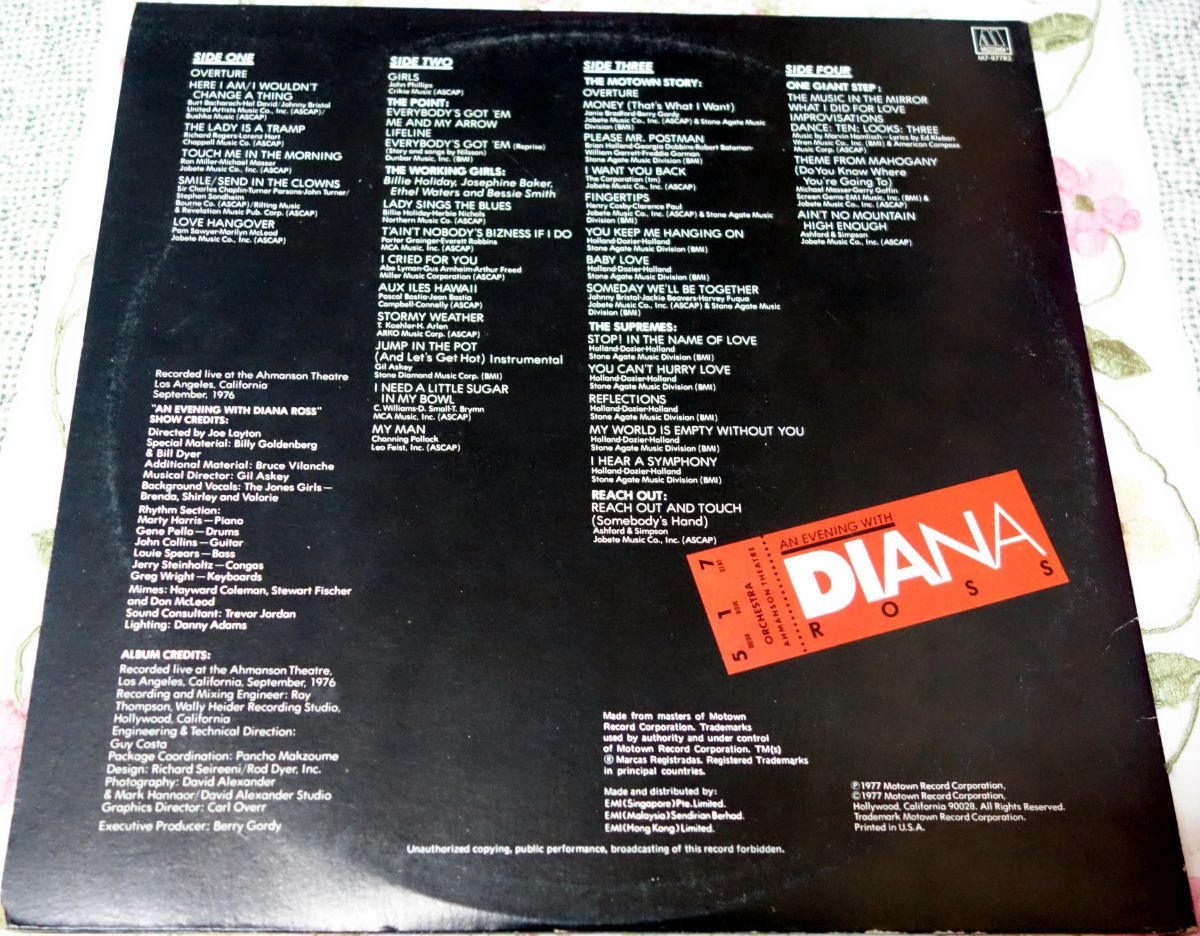 MOTOWN
M7-877R2
SIDE ONE
OVERTURE
HERE I AM/I WOULDN'T
CHANGE A THING
Burt Bacharach-Hal David/Johnny Bristol
United Artists Music Co., Inc. (ASCAP)/
Bushka Music (ASCAP)
THE LADY IS A TRAMP
Richard Rogers-Lorenz Hart
Chappell Music Co. (ASCAP)
TOUCH ME IN THE MORNING
Ron Miller-Michael Masser
Jobete Music Co., Inc. (ASCAP)
SMILE/SEND IN THE CLOWNS
Sir Charles Chaplin-Turner Parsons-John Turner/
Stephen Sondheim
Bourne Co. (ASCAP)/Rilting Music
& Revelation Music Pub. Corp. (ASCAP)
LOVE HANGOVER
Pam Sawyer-Marilyn McLeod
Jobete Music Co., Inc. (ASCAP)
SIDE TWO
GIRLS
John Phillips
Crikie Music (ASCAP)
THE POINT:
EVERYBODY'S GOT 'EM
ME AND MY ARROW
LIFELINE
EVERYBODY'S GOT 'EM (Reprise)
(Story and songs by Nilsson)
Dunbar Music, Inc. (BMI)
THE WORKING GIRLS:
Billie Holiday, Josephine Baker,
Ethel Waters and Bessie Smith
LADY SINGS THE BLUES
Billie Holiday-Herbie Nichols
Northern Music Co. (ASCAP)
T'AIN'T NOBODY'S BIZNESS IF I DO
Porter Grainger-Everett Robbins
MCA Music, Inc. (ASCAP)
I CRIED FOR YOU
Abe Lyman-Gus Arnheim-Arthur Freed
Miller Music Corporation (ASCAP)
AUX ILES HAWAII
Pascal Bastia-Jean Bastia
Campbell-Connelly (ASCAP)
STORMY WEATHER
T. Koehler-H. Arlen
ARKO Music Corp. (ASCAP)
JUMP IN THE POT
(And Let's Get Hot) Instrumental
Gil Askey
Stone Diamond Music Corp. (BMI)
I NEED A LITTLE SUGAR
IN MY BOWL
C. Williams-D. Small-T. Brymn
MCA Music, Inc. (ASCAP)
MY MAN
Channing Pollock
Leo Feist, Inc. (ASCAP)
SIDE THREE
THE MOTOWN STORY:
OVERTURE
MONEY (That's What I Want)
Janie Bradford-Berry Gordy
Jobete Music Co., Inc. (ASCAP) & Stone Agate Music
Division (BMI)
PLEASE MR. POSTMAN
Brian Holland-Georgia Dobbins-Robert Bateman-
William Garrett-Freddie Gorman
Stone Agate Music Division (BMI)
I WANT YOU BACK
The Corporation (tm)
Jobete Music Co., Inc. (ASCAP)
FINGERTIPS
Henry Cosby-Clarence Paul
Jobete Music Co., Inc. (ASCAP) & Stone Agate Music
Division (BMI)
YOU KEEP ME HANGING ON
Holland-Dozier-Holland
Stone Agate Music Division (BMI)
BABY LOVE
Holland-Dozier-Holland
Stone Agate Music Division (BMI)
SOMEDAY WE'LL BE TOGETHER
Johnny Bristol-Jackie Beavers-Harvey Fuqua
Jobete Music Co., Inc. (ASCAP) & Stone Agate Music
Division (BMI)
THE SUPREMES:
STOP! IN THE NAME OF LOVE
Holland-Dozier-Holland
Stone Agate Music Division (BMI)
YOU CAN'T HURRY LOVE
Holland-Dozier-Holland
Stone Agate Music Division (BMI)
REFLECTIONS
Holland-Dozier-Holland
Stone Agate Music Division (BMI)
MY WORLD IS EMPTY WITHOUT YOU
Holland-Dozier-Holland
Stone Agate Music Division (BMI)
I HEAR A SYMPHONY
Holland-Dozier-Holland
Stone Agate Music Division (BMI)
REACH OUT:
REACH OUT AND TOUCH
(Somebody's Hand)
Ashford & Simpson
Jobete Music Co., Inc. (ASCAP)
SIDE FOUR
ONE GIANT STEP:
THE MUSIC IN THE MIRROR
WHAT I DID FOR LOVE
IMPROVISATIONS
DANCE: TEN; LOOKS: THREE
Music by Marvin Hamlisch—Lyrics by Ed Kleban
Wren Music Co., Inc. (BMI) & American Compass
Music Corp. (ASCAP)
THEME FROM MAHOGANY
(Do You Know Where
You're Going To)
Michael Masser-Gerry Goffin
Screen Gems-EMI Music, Inc. (BMI) &
Jobete Music Co., Inc. (ASCAP)
AIN'T NO MOUNTAIN
HIGH ENOUGH
Ashford & Simpson
Jobete Music Co., Inc. (ASCAP)
Recorded live at the Ahmanson Theatre
Los Angeles, California
September, 1976
"AN EVENING WITH DIANA ROSS"
SHOW CREDITS:
Directed by Joe Layton
Special Material: Billy Goldenberg
& Bill Dyer
Additional Material: Bruce Vilanche
Musical Director: Gil Askey
Background Vocals: The Jones Girls—
Brenda, Shirley and Valorie
Rhythm Section:
Marty Harris—Piano
Gene Pello—Drums
John Collins—Guitar
Louie Spears—Bass
Jerry Steinholtz—Congas
Greg Wright—Keyboards
Mimes: Hayward Coleman, Stewart Fischer
and Don McLeod
Sound Consultant: Trevor Jordan
Lighting: Danny Adams
ALBUM CREDITS:
Recorded live at the Ahmanson Theatre,
Los Angeles, California, September, 1976
Recording and Mixing Engineer: Ray
Thompson, Wally Heider Recording Studio,
Hollywood, California
Engineering & Technical Direction:
Guy Costa
Package Coordination: Pancho Makzoume
Design: Richard Seireeni/Rod Dyer, Inc.
Photography: David Alexander
& Mark Hannaor/David Alexander Studio
Graphics Director: Carl Overr
Executive Producer: Berry Gordy
5 1 7
DOOR ROW SEAT
ORCHESTRA
AHMANSON THEATRE
AN EVENING WITH
DIANA
ROSS
Made from masters of Motown
Record Corporation. Trademarks
used by authority and under control
of Motown Record Corporation. TM(s)
® Marcas Registradas. Registered Trademarks
in principal countries.
Made and distributed by:
EMI (Singapore) Pte. Limited.
EMI (Malaysia) Sendirian Berhad.
EMI (Hong Kong) Limited.
℗1977 Motown Record Corporation,
©1977 Motown Record Corporation,
Hollywood, California 90028. All Rights Reserved.
Trademark Motown Record Corporation.
Printed in U.S.A.
Unauthorized copying, public performance, broadcasting of this record forbidden.